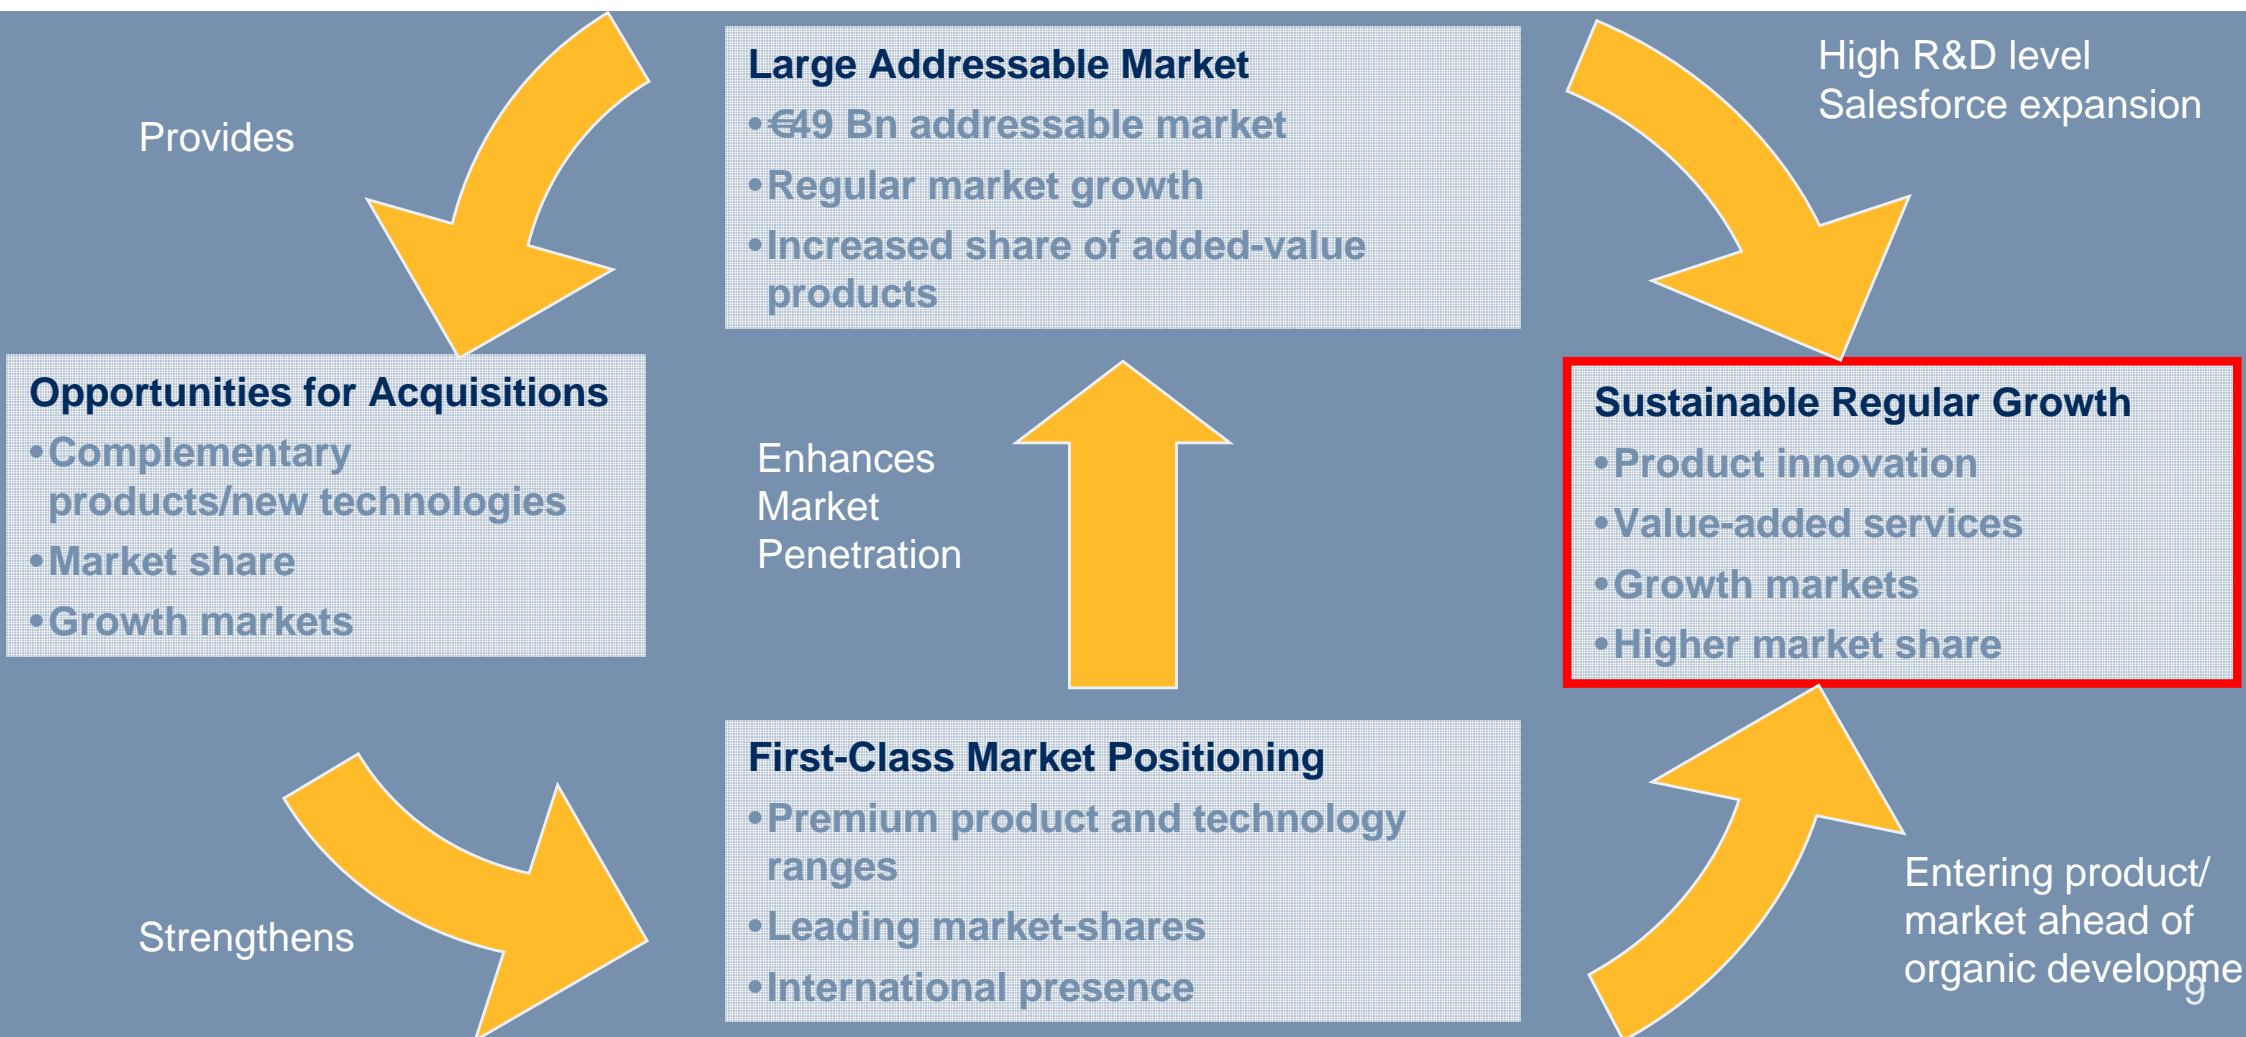 Provides
Large Addressable Market
•€49 Bn addressable market
•Regular market growth
•Increased share of added-value
products
High R&D level
Salesforce expansion
Opportunities for Acquisitions
•Complementary
products/new technologies
•Market share
•Growth markets
Enhances
Market
Penetration
Sustainable Regular Growth
•Product innovation
•Value-added services
•Growth markets
•Higher market share
Strengthens
First-Class Market Positioning
•Premium product and technology
ranges
•Leading market-shares
•International presence
Entering product/
market ahead of
organic developme
9